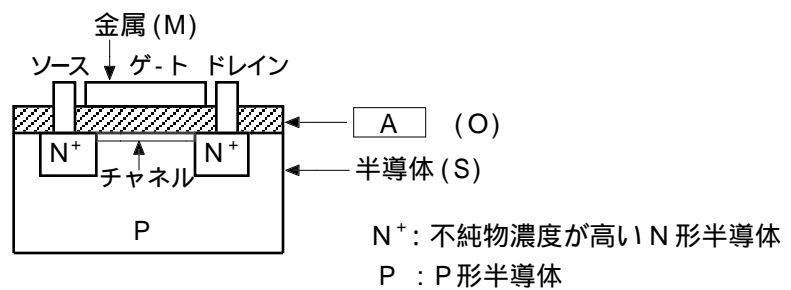 金属(M)
ソース ゲ-ト ドレイン
A (O)
N⁺ N⁺
チャネル
半導体(S)
P
N⁺: 不純物濃度が高いN形半導体
P : P形半導体